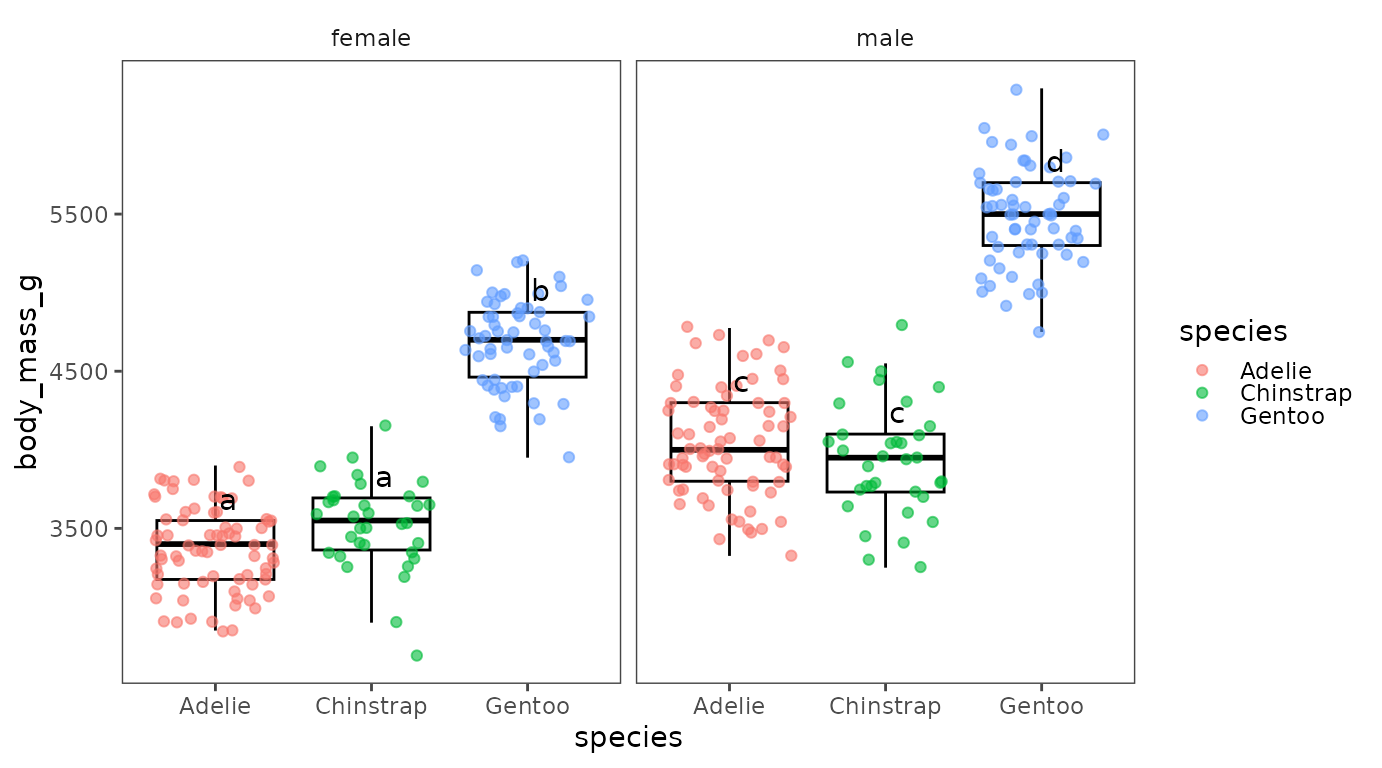 female male
body_mass_g
5500
4500
3500
a
a
b
c
c
d
Adelie Chinstrap Gentoo Adelie Chinstrap Gentoo
species
species
Adelie
Chinstrap
Gentoo